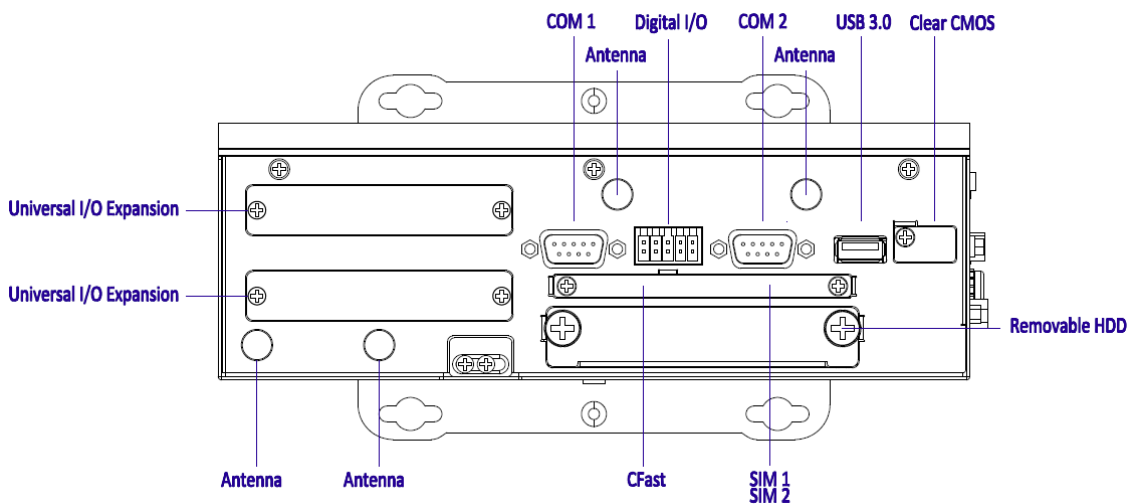 COM 1
Digital I/O
COM 2
USB 3.0
Clear CMOS
Antenna
Antenna
Universal I/O Expansion
Universal I/O Expansion
Removable HDD
Antenna
Antenna
CFast
SIM 1
SIM 2